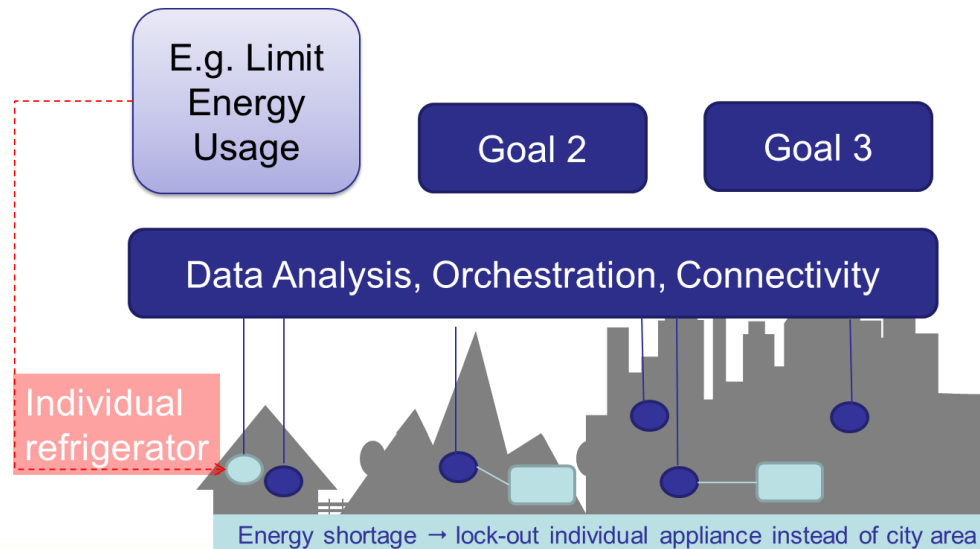 E.g. Limit
Energy
Usage
Goal 2
Goal 3
Data Analysis, Orchestration, Connectivity
Individual
refrigerator
Energy shortage → lock-out individual appliance instead of city area